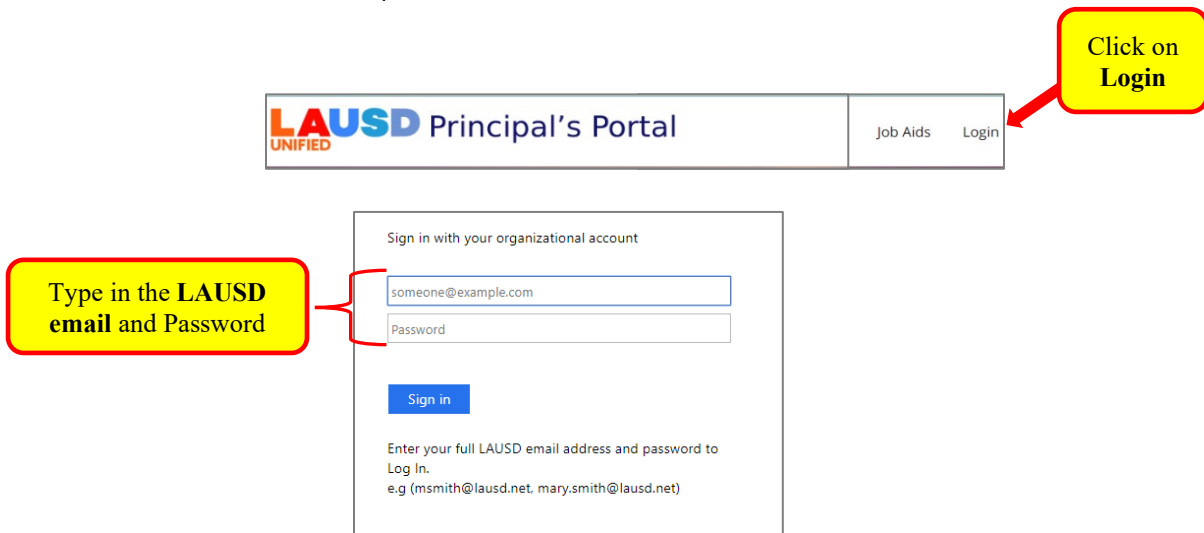 Click on
Login
LAUSD
UNIFIED
Principal's Portal
Job Aids
Login
Sign in with your organizational account
Type in the LAUSD
email and Password
someone@example.com
Password
Sign in
Enter your full LAUSD email address and password to
Log In.
e.g (msmith@lausd.net, mary.smith@lausd.net)